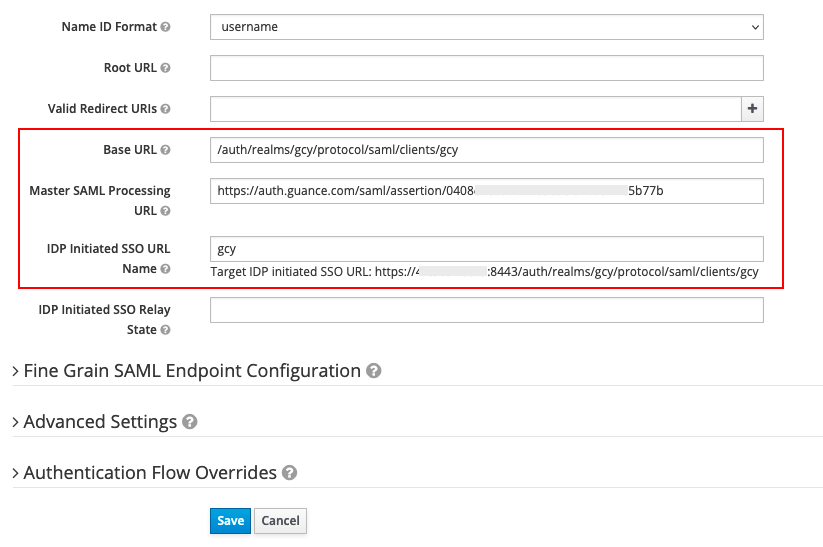 Name ID Format
username
Root URL
Valid Redirect URIs
Base URL
/auth/realms/gcy/protocol/saml/clients/gcy
Master SAML Processing
URL
https://auth.guance.com/saml/assertion/0408 5b77b
IDP Initiated SSO URL
Name
gcy
Target IDP initiated SSO URL: https:// :8443/auth/realms/gcy/protocol/saml/clients/gcy
IDP Initiated SSO Relay
State
Fine Grain SAML Endpoint Configuration
Advanced Settings
Authentication Flow Overrides
Save Cancel